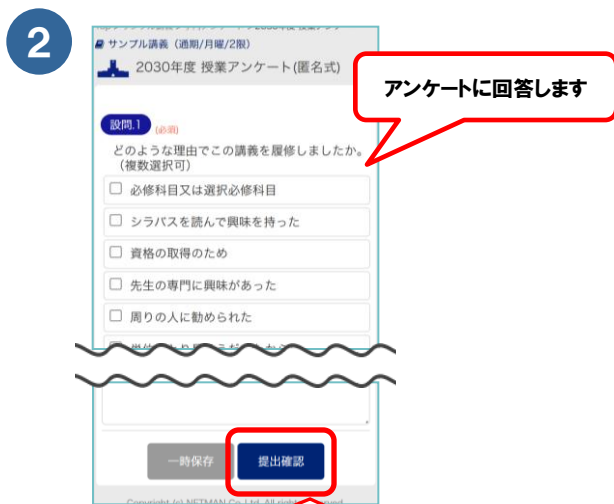 2
サンプル講義（通期/月曜/2限）
2030年度 授業アンケート(匿名式)
アンケートに回答します
設問.1 (必須)
どのような理由でこの講義を履修しましたか。
（複数選択可）
必修科目又は選択必修科目
シラバスを読んで興味を持った
資格の取得のため
先生の専門に興味があった
周りの人に勧められた
一時保存
提出確認
Copyright (c) NETMAN Co.,Ltd. All rights reserved.